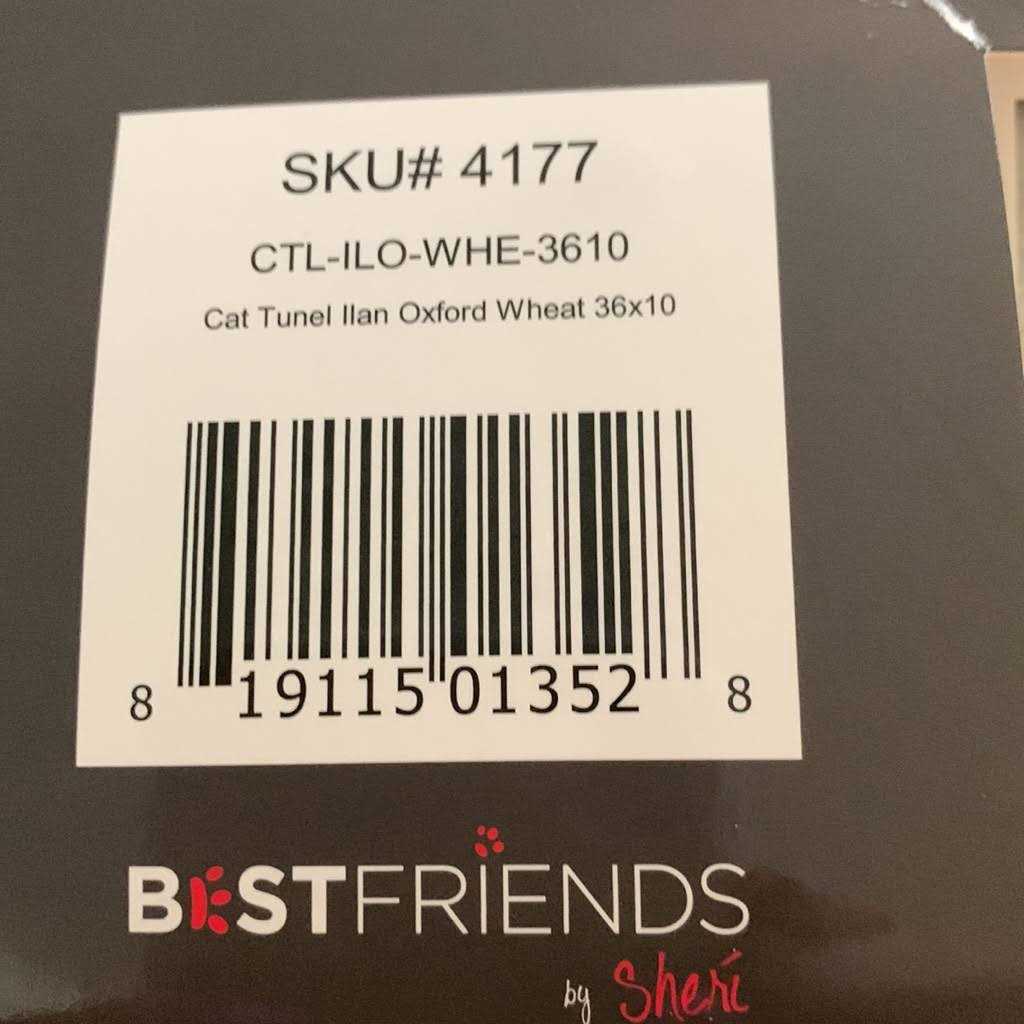 SKU# 4177
CTL-ILO-WHE-3610
Cat Tunel Ilan Oxford Wheat 36x10
8 19115 01352 8
BESTFRIENDS
by Sheri